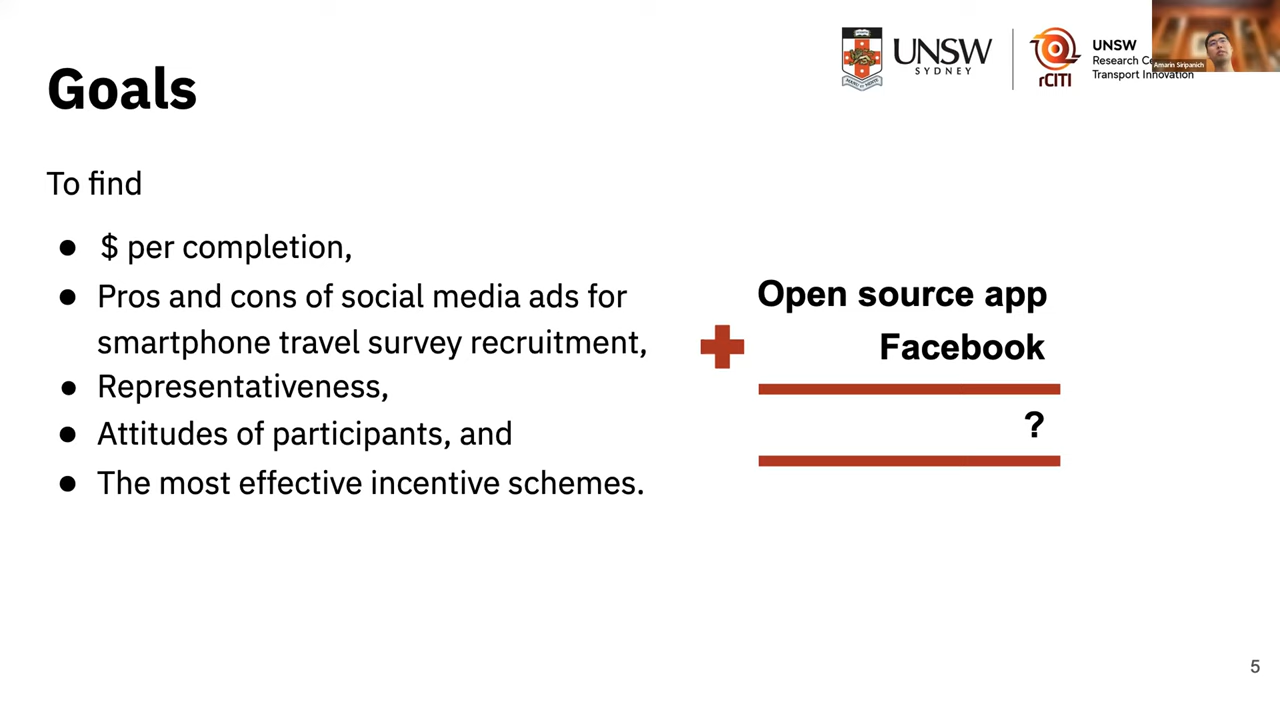 Goals
UNSW
SYDNEY
rCITI
UNSW
Research Ce
Transport Innovation
Amarin Siripanich
To find
● $ per completion,
● Pros and cons of social media ads for
smartphone travel survey recruitment,
● Representativeness,
● Attitudes of participants, and
● The most effective incentive schemes.
Open source app
+ Facebook
?
5